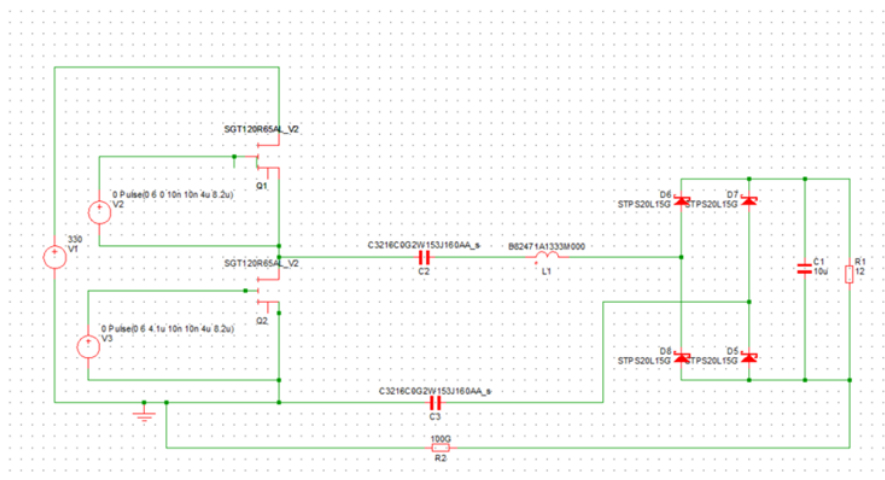 SGT120R65AL_V2
Q1
0 Pulse(0 6 0 10n 10n 4u 8.2u)
V2
330
V1
SGT120R65AL_V2
Q2
0 Pulse(0 6 4.1u 10n 10n 4u 8.2u)
V3
C3216C0G2W153J160AA_s
C2
B82471A1333M000
L1
D6
STPS20L15G
D7
STPS20L15G
C1
10u
R1
12
D8
STPS20L15G
D5
STPS20L15G
C3216C0G2W153J160AA_s
C3
100G
R2